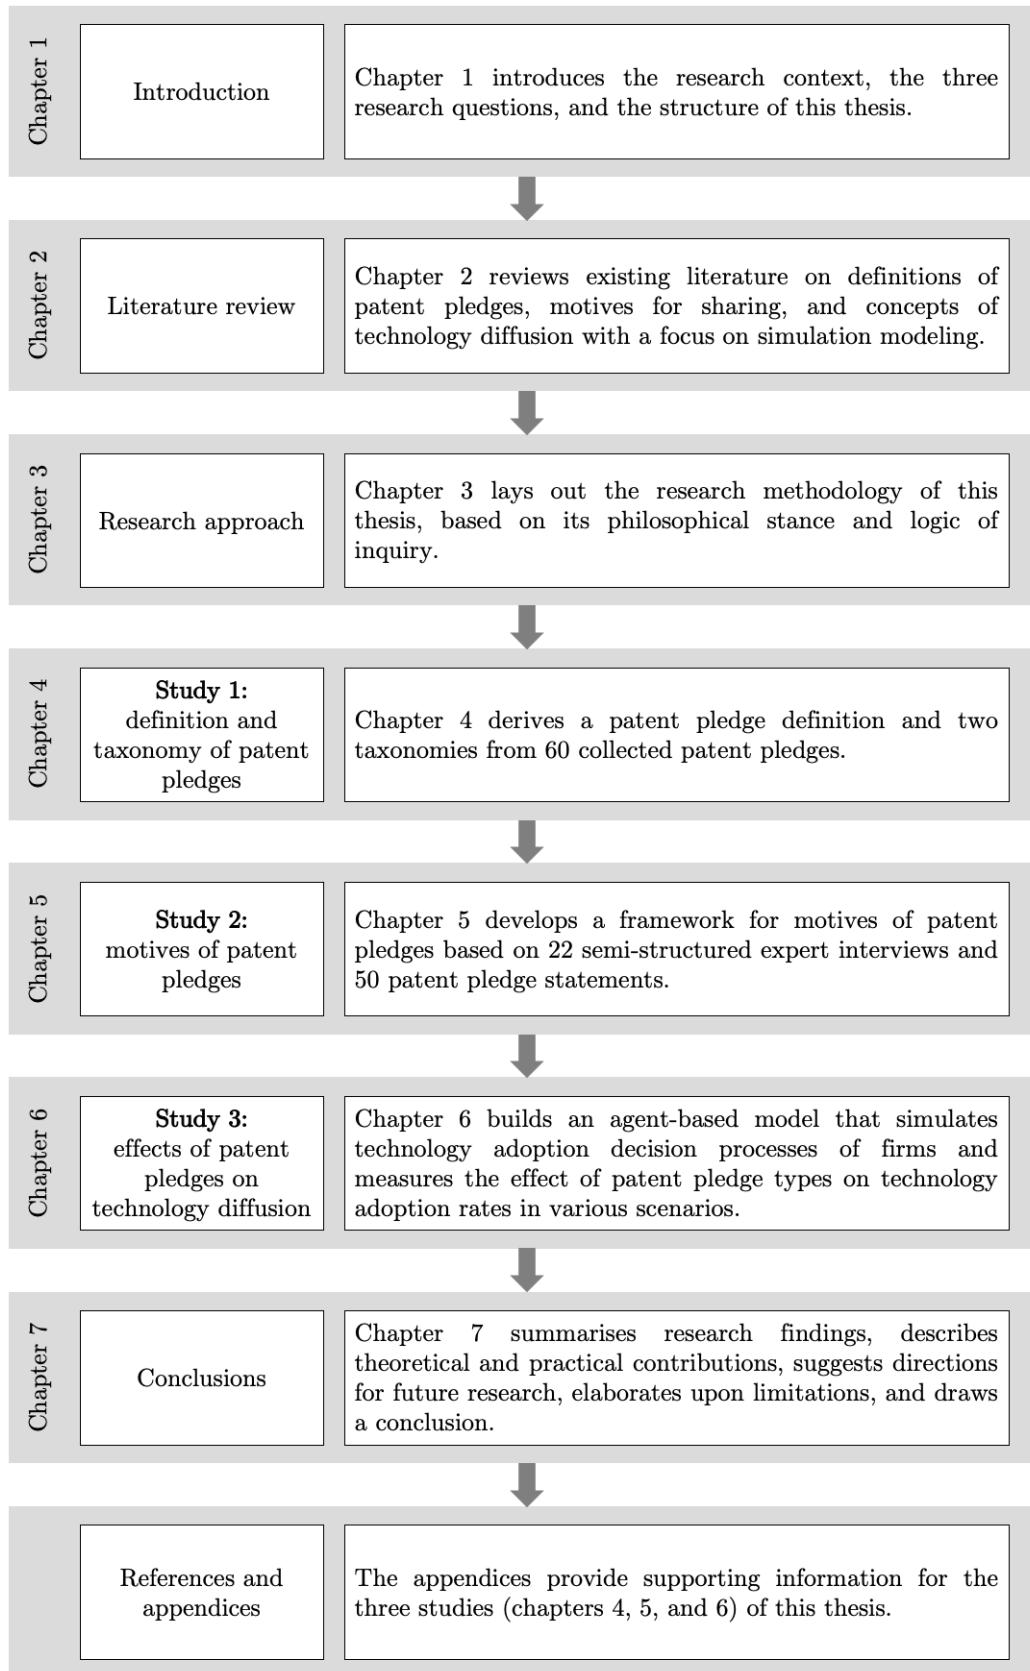 Chapter 1
Introduction
Chapter 1 introduces the research context, the three
research questions, and the structure of this thesis.
Chapter 2
Literature review
Chapter 2 reviews existing literature on definitions of
patent pledges, motives for sharing, and concepts of
technology diffusion with a focus on simulation modeling.
Chapter 3
Research approach
Chapter 3 lays out the research methodology of this
thesis, based on its philosophical stance and logic of
inquiry.
Chapter 4
Study 1:
definition and
taxonomy of patent
pledges
Chapter 4 derives a patent pledge definition and two
taxonomies from 60 collected patent pledges.
Chapter 5
Study 2:
motives of patent
pledges
Chapter 5 develops a framework for motives of patent
pledges based on 22 semi-structured expert interviews and
50 patent pledge statements.
Chapter 6
Study 3:
effects of patent
pledges on
technology diffusion
Chapter 6 builds an agent-based model that simulates
technology adoption decision processes of firms and
measures the effect of patent pledge types on technology
adoption rates in various scenarios.
Chapter 7
Conclusions
Chapter 7 summarises research findings, describes
theoretical and practical contributions, suggests directions
for future research, elaborates upon limitations, and draws
a conclusion.
References and
appendices
The appendices provide supporting information for the
three studies (chapters 4, 5, and 6) of this thesis.